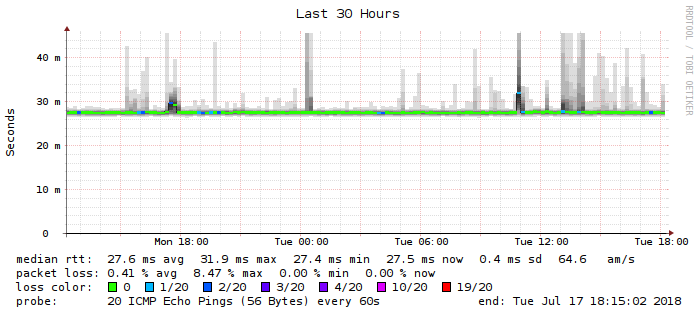 Last 30 Hours
RRDTOOL / TOBI OETIKER
Seconds
40 m
30 m
20 m
10 m
0
Mon 18:00 Tue 00:00 Tue 06:00 Tue 12:00 Tue 18:00
median rtt: 27.6 ms avg 31.9 ms max 27.4 ms min 27.5 ms now 0.4 ms sd 64.6 am/s
packet loss: 0.41 % avg 8.47 % max 0.00 % min 0.00 % now
loss color: 0 1/20 2/20 3/20 4/20 10/20 19/20
probe: 20 ICMP Echo Pings (56 Bytes) every 60s end: Tue Jul 17 18:15:02 2018